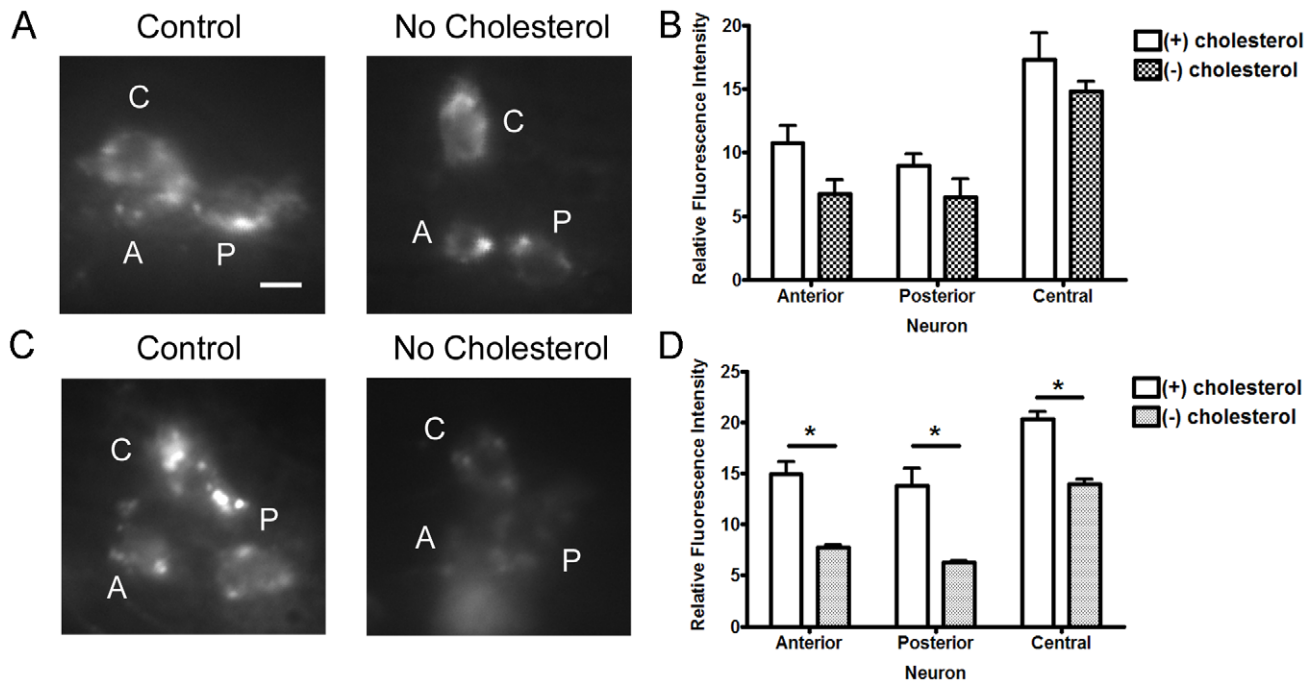 A
Control
No Cholesterol
C
A
P
C
A
P
B
Relative Fluorescence Intensity
20
15
10
5
0
Anterior
Posterior
Central
Neuron
(+) cholesterol
(-) cholesterol
C
Control
No Cholesterol
C
P
A
C
A
P
D
Relative Fluorescence Intensity
25
20
15
10
5
0
*
*
*
Anterior
Posterior
Central
Neuron
(+) cholesterol
(-) cholesterol